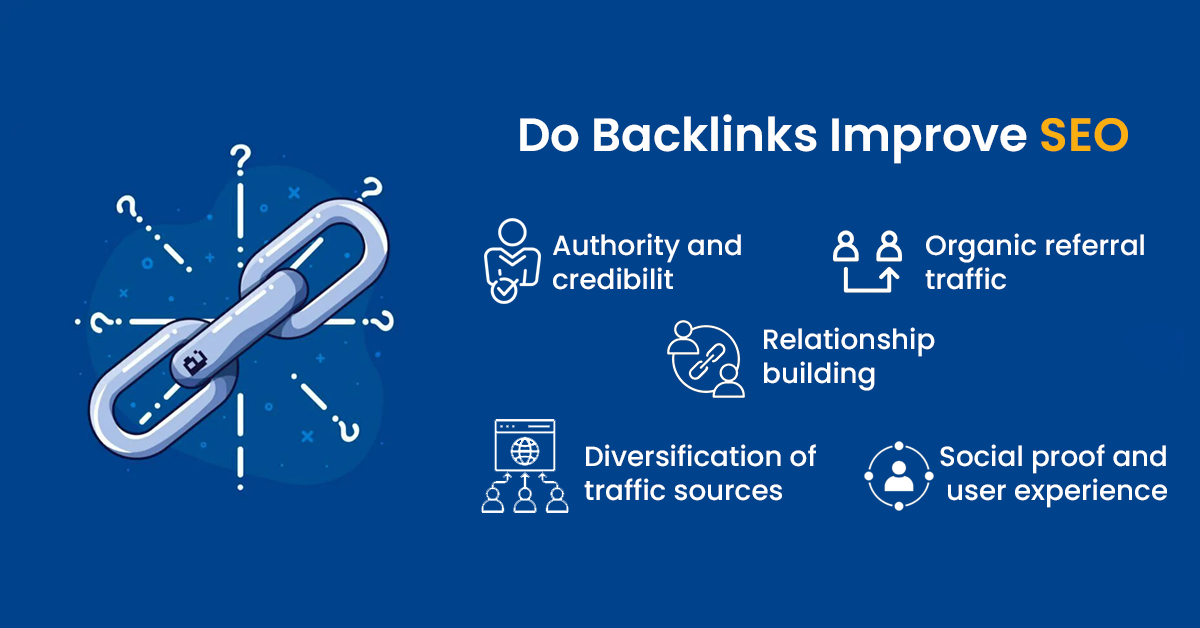 Do Backlinks Improve SEO
Authority and
credibilit
Organic referral
traffic
Relationship
building
Diversification of
traffic sources
Social proof and
user experience